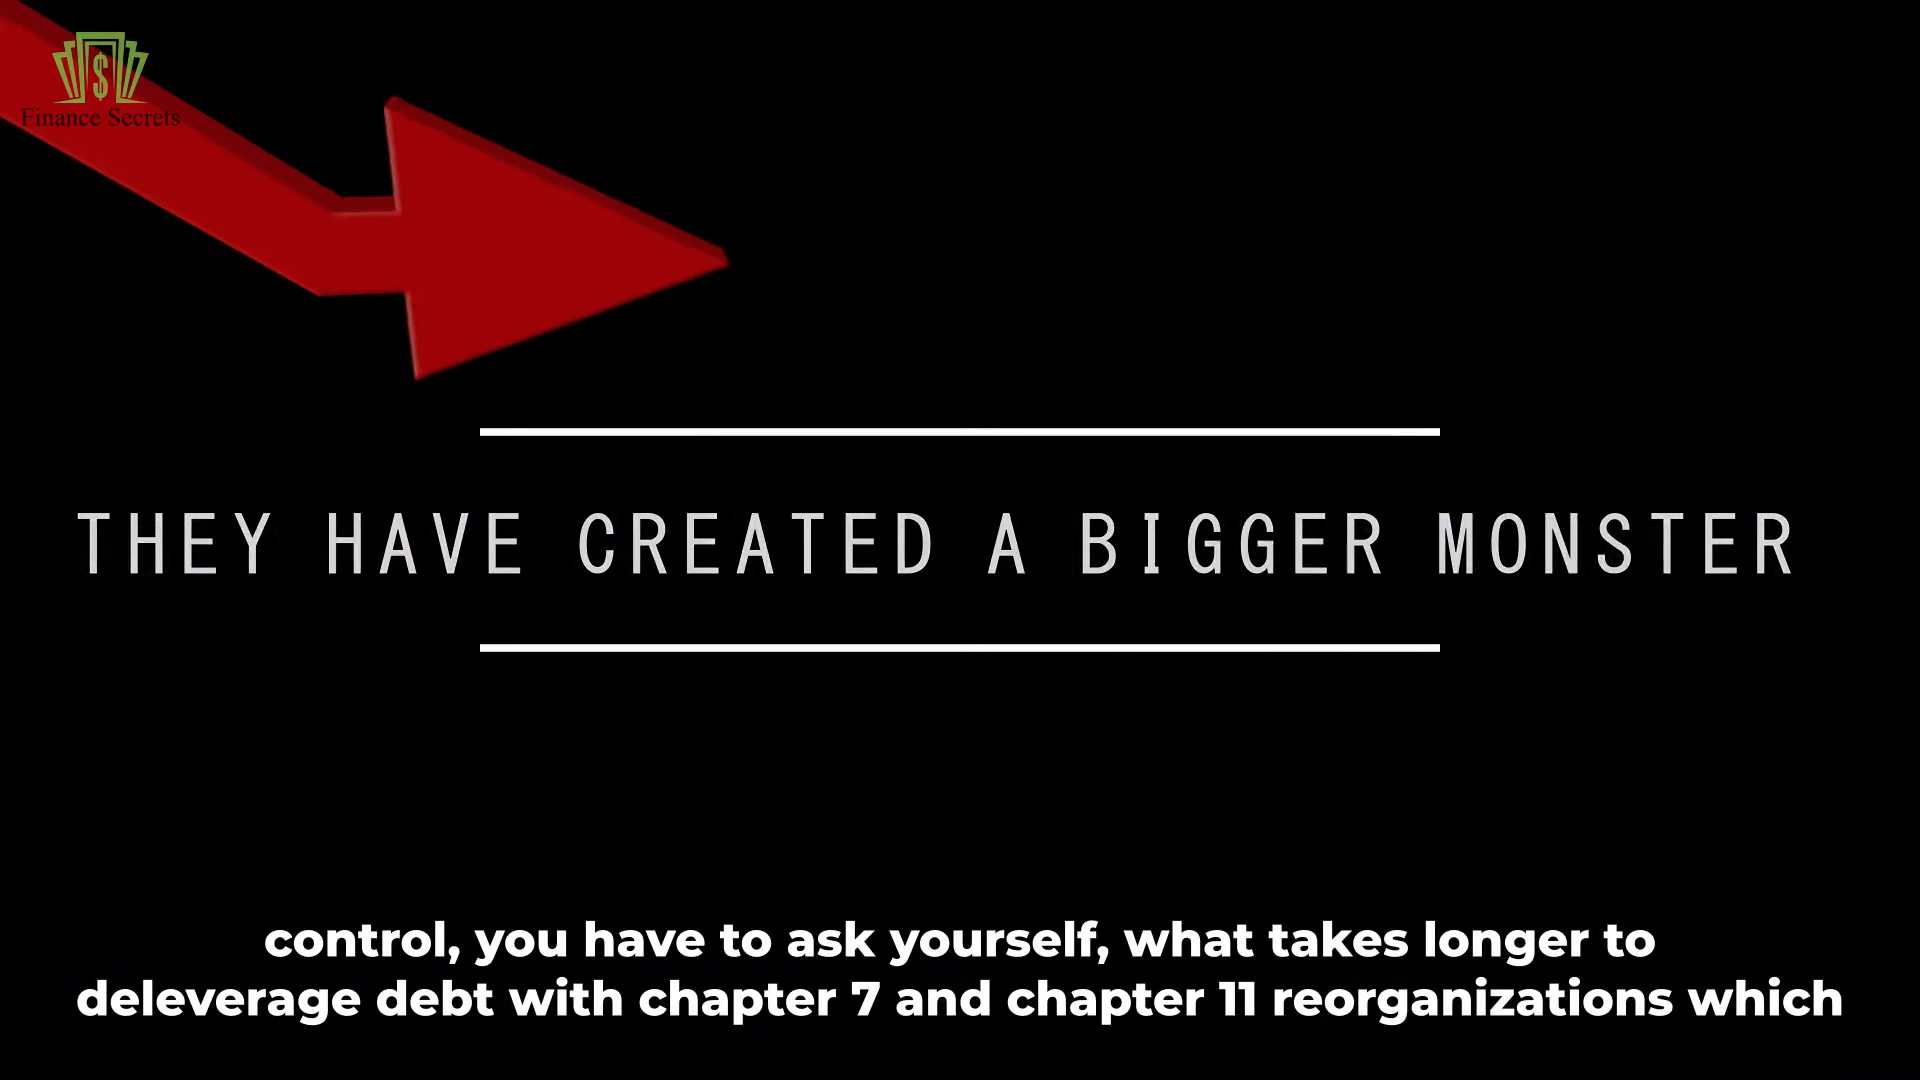 $
Finance Secrets
THEY HAVE CREATED A BIGGER MONSTER
control, you have to ask yourself, what takes longer to
deleverage debt with chapter 7 and chapter 11 reorganizations which